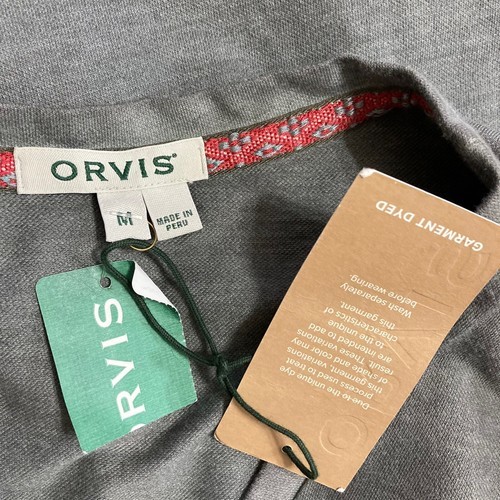 ORVIS®
M
MADE IN
PERU
ORVIS
GARMENT DYED
Due to the unique dye
process used to treat
this garment, variations
of shade and color may
result. These variations
are intended to add
to the unique
characteristics of
this garment.
Wash separately
before wearing.